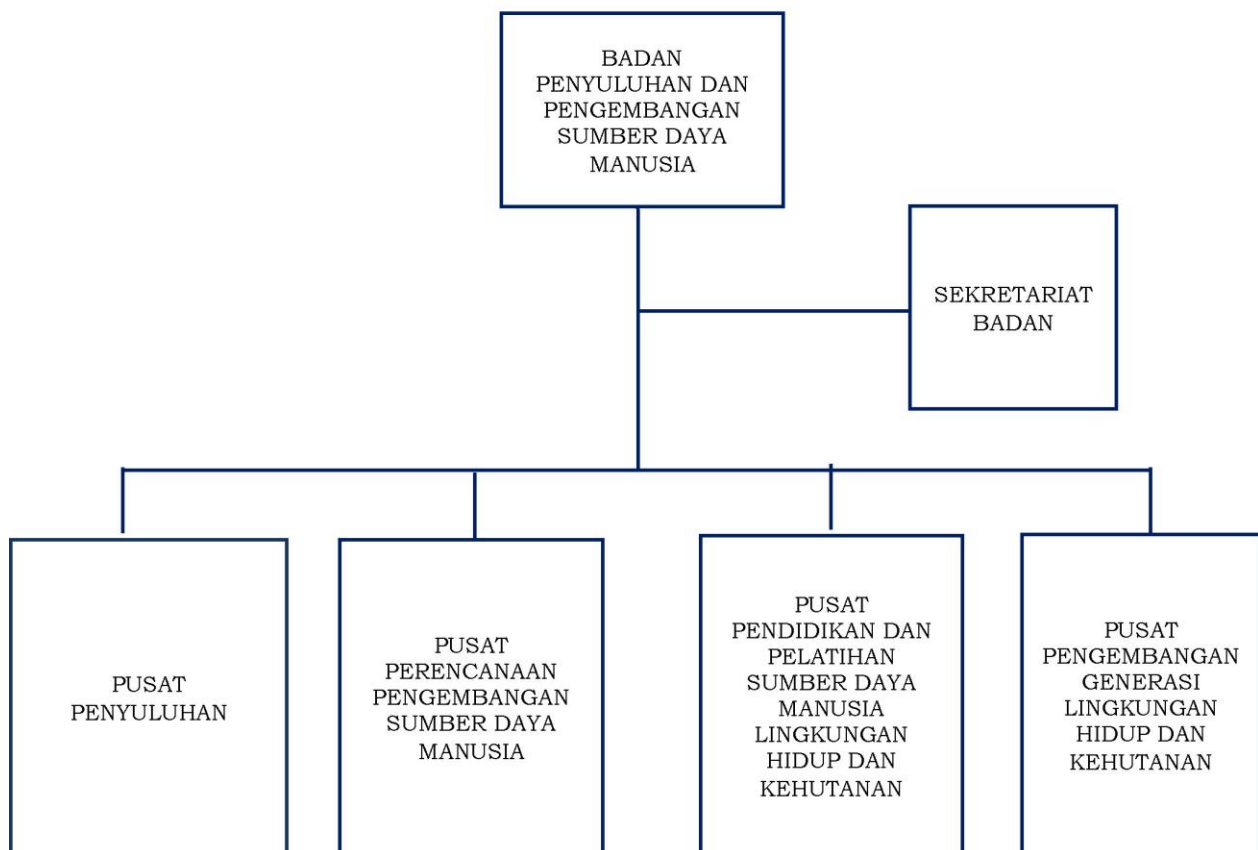 BADAN
PENYULUHAN DAN
PENGEMBANGAN
SUMBER DAYA
MANUSIA
SEKRETARIAT
BADAN
PUSAT
PENYULUHAN
PUSAT
PERENCANAAN
PENGEMBANGAN
SUMBER DAYA
MANUSIA
PUSAT
PENDIDIKAN DAN
PELATIHAN
SUMBER DAYA
MANUSIA
LINGKUNGAN
HIDUP DAN
KEHUTANAN
PUSAT
PENGEMBANGAN
GENERASI
LINGKUNGAN
HIDUP DAN
KEHUTANAN